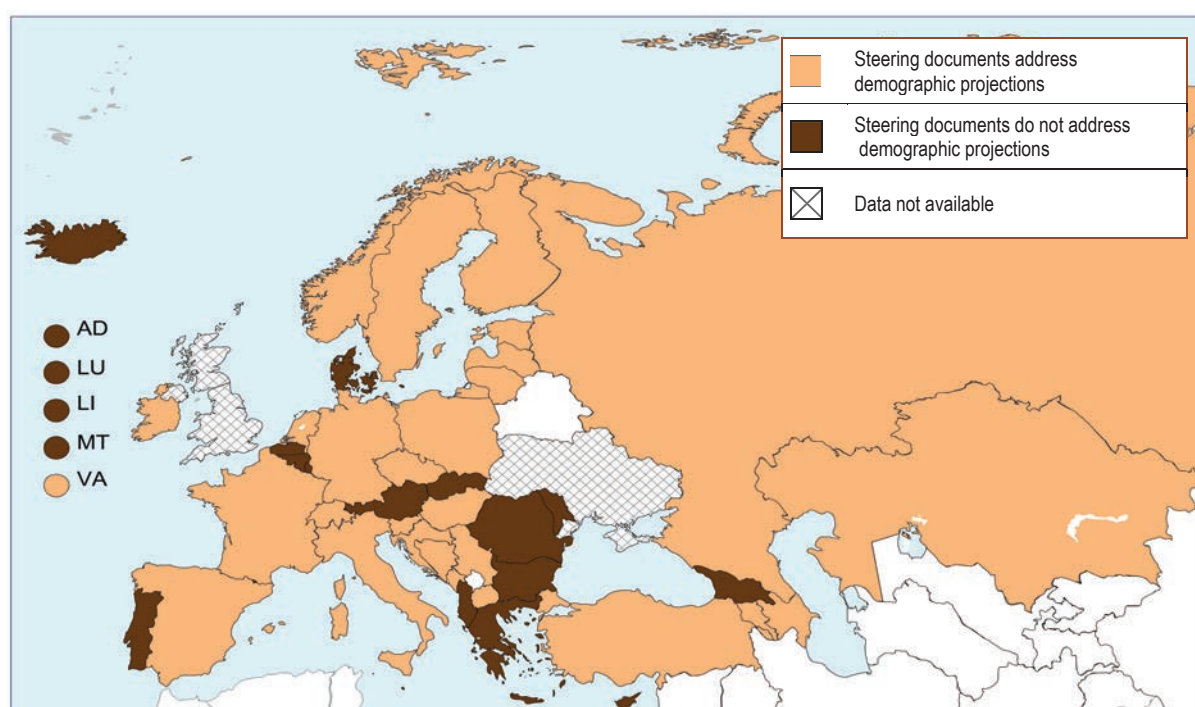 Steering documents address
demographic projections
Steering documents do not address
demographic projections
Data not available
AD
LU
LI
MT
VA